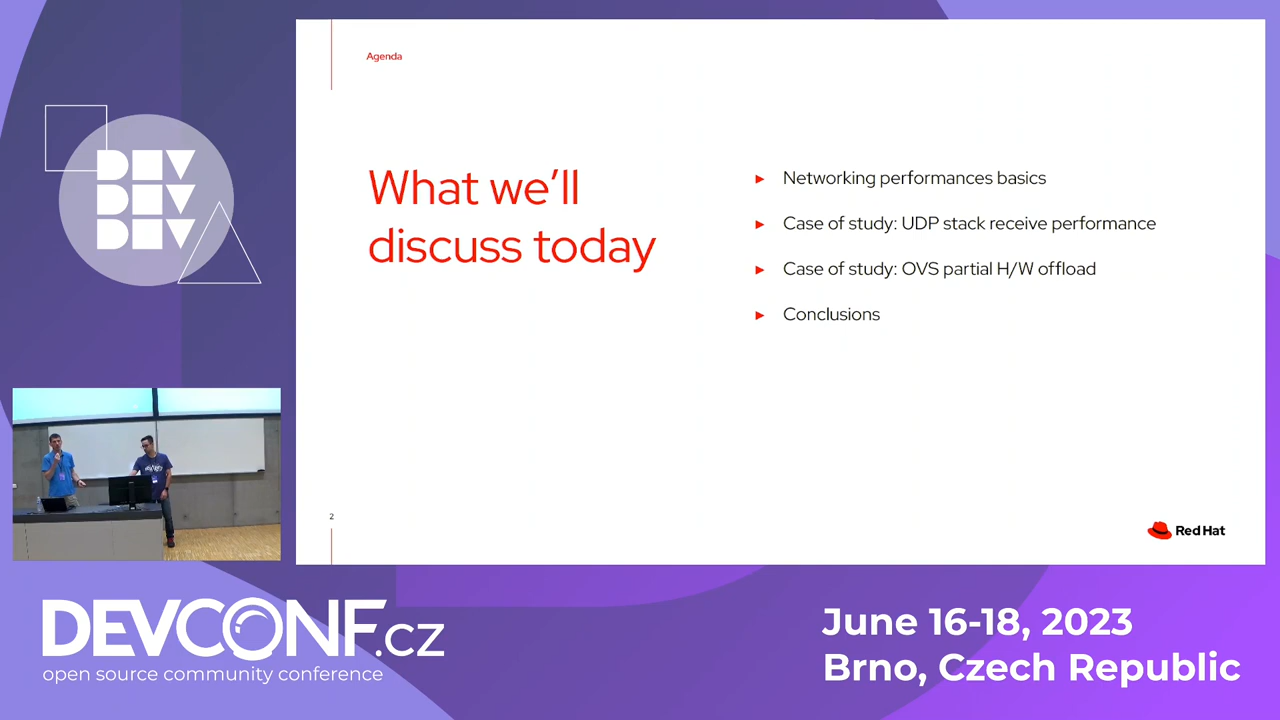 Agenda
What we'll
discuss today
► Networking performances basics
► Case of study: UDP stack receive performance
► Case of study: OVS partial H/W offload
► Conclusions
2
Red Hat
DEV
DEV
DEV
DEVCONF.cz
open source community conference
June 16-18, 2023
Brno, Czech Republic